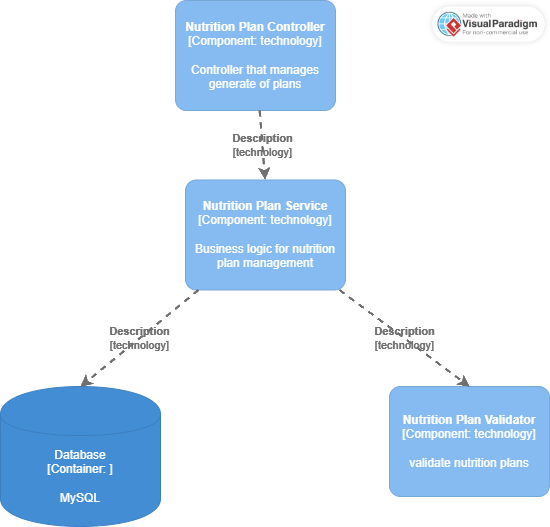 Made with
Visual Paradigm
For non-commercial use
Nutrition Plan Controller
[Component: technology]
Controller that manages
generate of plans
Description
[technology]
Nutrition Plan Service
[Component: technology]
Business logic for nutrition
plan management
Description
[technology]
Description
[technology]
Database
[Container: ]
MySQL
Nutrition Plan Validator
[Component: technology]
validate nutrition plans